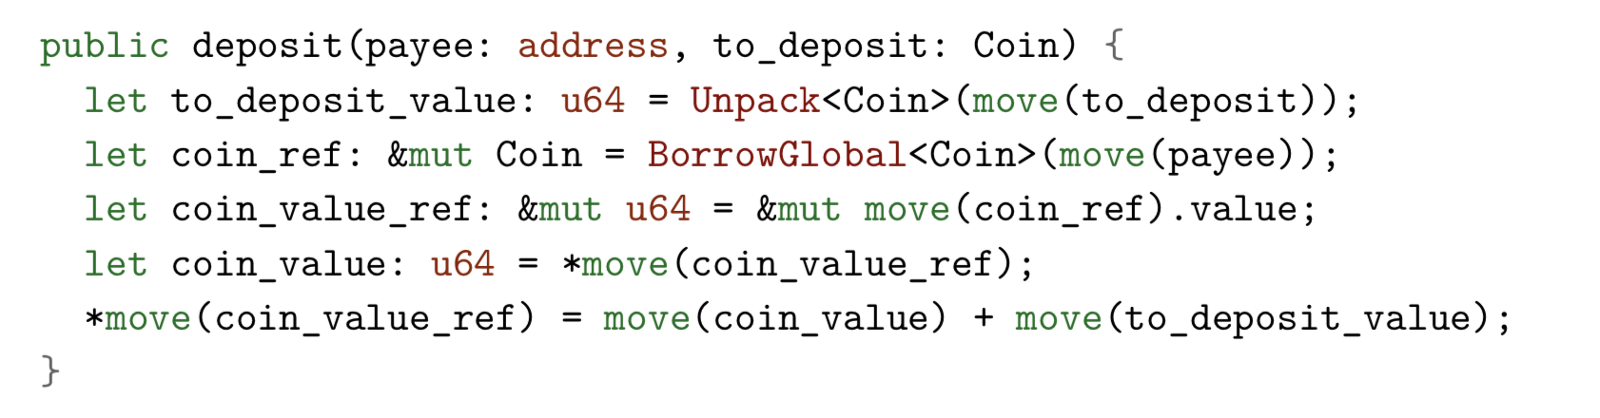 public deposit(payee: address, to_deposit: Coin) {
let to_deposit_value: u64 = Unpack<Coin>(move(to_deposit));
let coin_ref: &mut Coin = BorrowGlobal<Coin>(move(payee));
let coin_value_ref: &mut u64 = &mut move(coin_ref).value;
let coin_value: u64 = *move(coin_value_ref);
*move(coin_value_ref) = move(coin_value) + move(to_deposit_value);
}